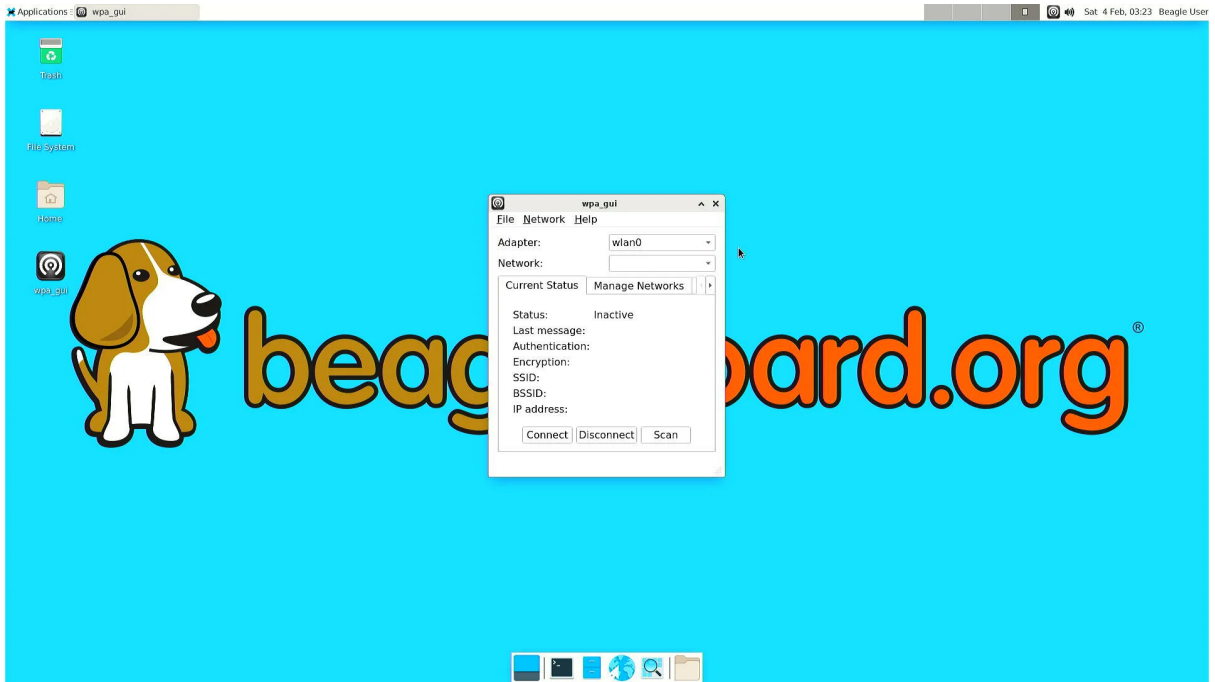 Applications : wpa_gui Sat 4 Feb, 03:23 Beagle User
Trash
File System
Home
wpa_gui
wpa_gui
File Network Help
Adapter: wlan0
Network:
Current Status Manage Networks
Status: Inactive
Last message:
Authentication:
Encryption:
SSID:
BSSID:
IP address:
Connect Disconnect Scan
beag oard.org ®